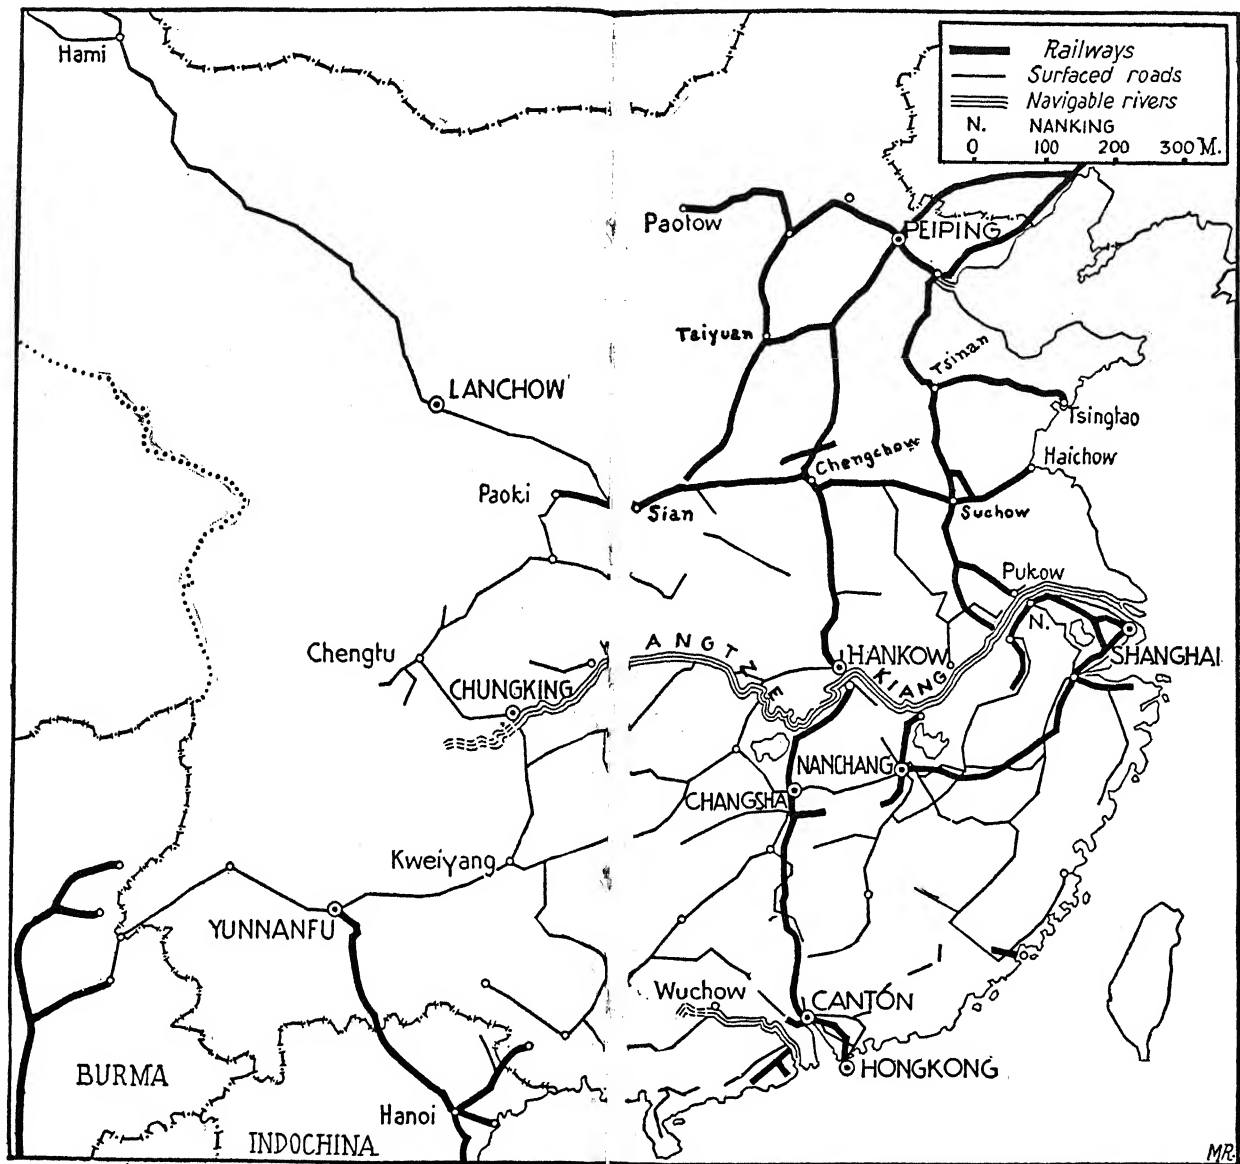 Hami
Railways
Surfaced roads
Navigable rivers
N. NANKING
0 100 200 300 M.
Paotow
PEIPING
Taiyuan
Tsinan
LANCHOW
Tsingtao
Chengchow
Haichow
Paoki
Sian
Suchow
Pukow
N.
YANGTZE
KIANG
Chengtu
HANKOW
SHANGHAI
CHUNGKING
NANCHANG
CHANGSHA
Kweiyang
YUNNANFU
Wuchow
CANTON
BURMA
HONGKONG
Hanoi
INDOCHINA
MR.